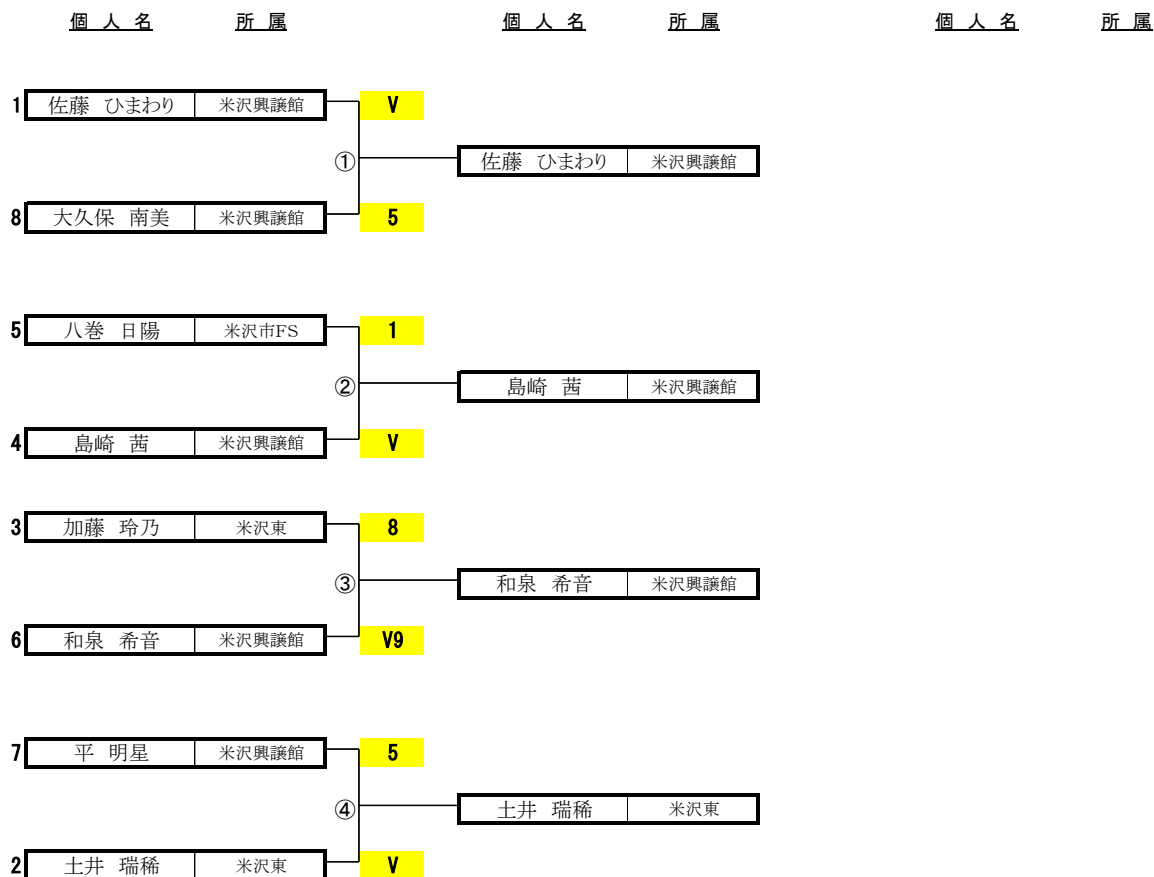 個 人 名 所 属 個 人 名 所 属 個 人 名 所 属
1 佐藤 ひまわり 米沢興譲館 V
① 佐藤 ひまわり 米沢興譲館
8 大久保 南美 米沢興譲館 5
5 八巻 日陽 米沢市FS 1
② 島崎 茜 米沢興譲館
4 島崎 茜 米沢興譲館 V
3 加藤 玲乃 米沢東 8
③ 和泉 希音 米沢興譲館
6 和泉 希音 米沢興譲館 V9
7 平 明星 米沢興譲館 5
④ 土井 瑞稀 米沢東
2 土井 瑞稀 米沢東 V